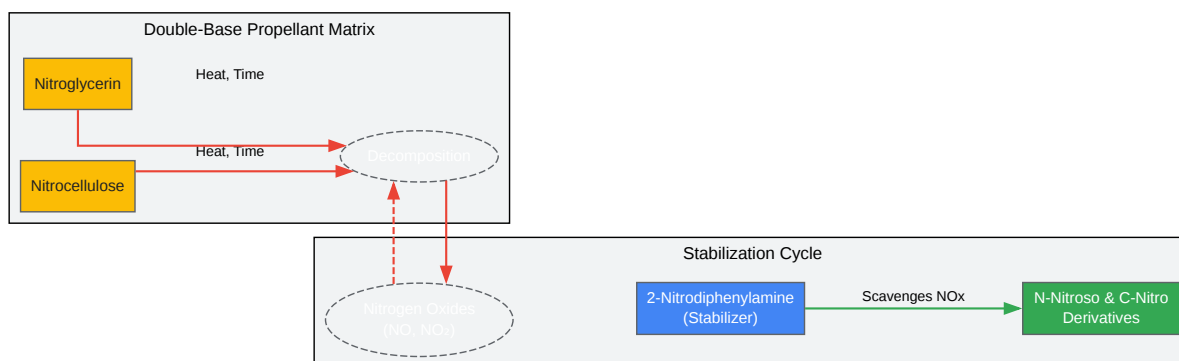 Double-Base Propellant Matrix
Nitroglycerin
Heat, Time
Heat, Time
Decomposition
Nitrocellulose
Stabilization Cycle
Nitrogen Oxides
(NO, NO₂)
2-Nitrodiphenylamine
(Stabilizer)
Scavenges NOx
N-Nitroso & C-Nitro
Derivatives